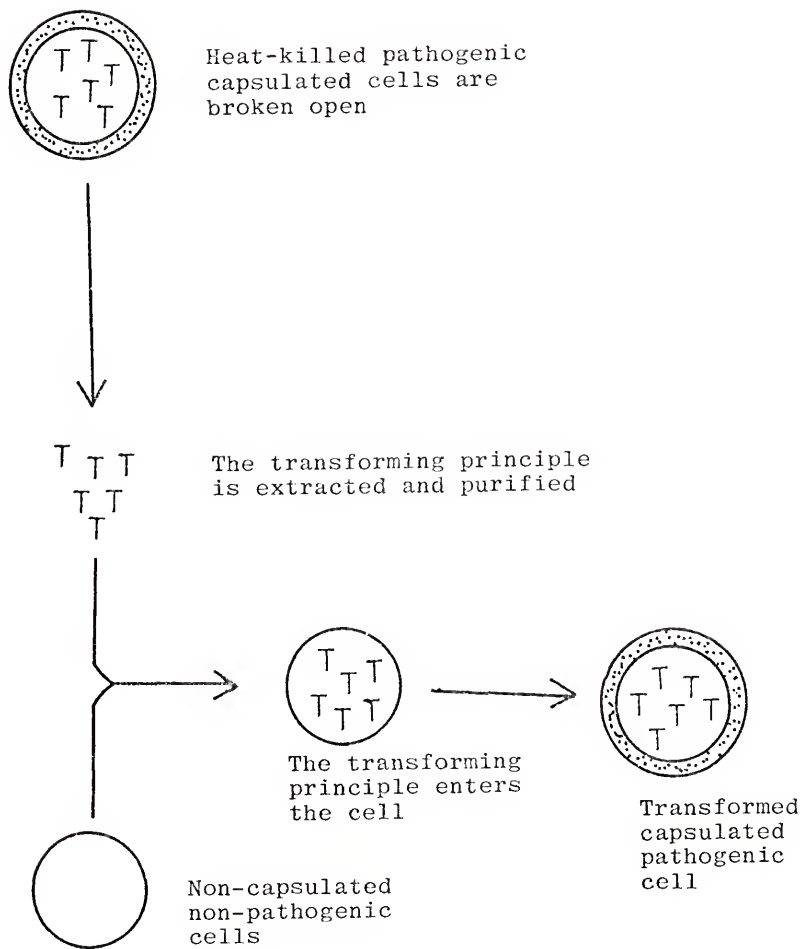 T T T T T T
Heat-killed pathogenic
capsulated cells are
broken open
T T T
T T
T
The transforming principle
is extracted and purified
T T T T T T
The transforming
principle enters
the cell
T T T T T T
Transformed
capsulated
pathogenic
cell
Non-capsulated
non-pathogenic
cells